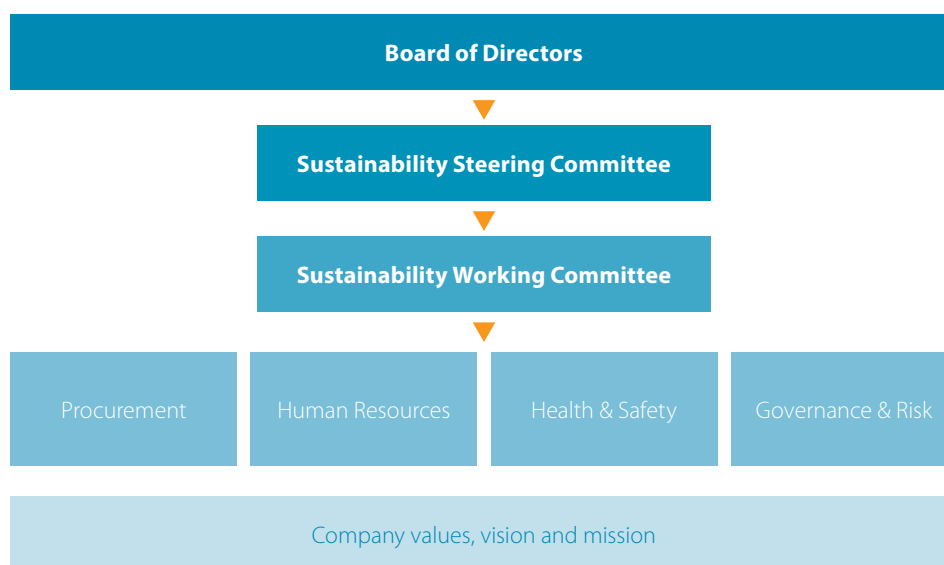 Board of Directors
Sustainability Steering Committee
Sustainability Working Committee
Procurement
Human Resources
Health & Safety
Governance & Risk
Company values, vision and mission